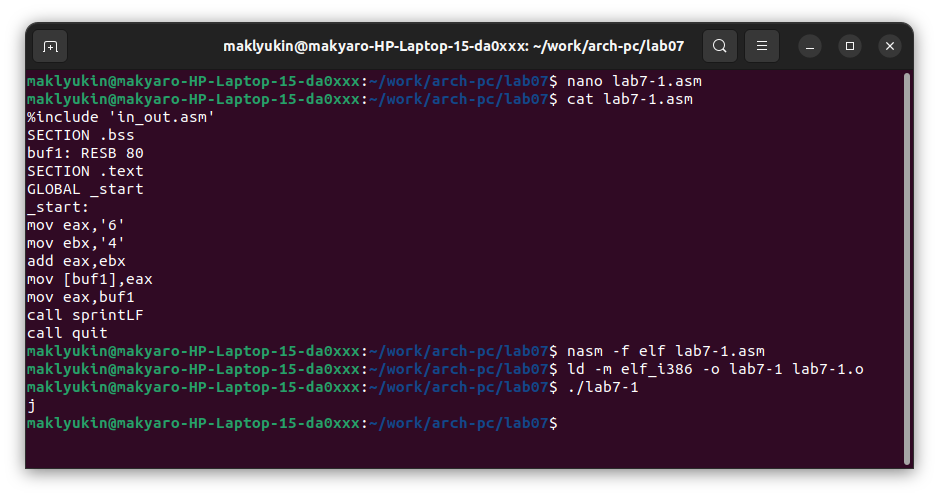 maklyukin@makyaro-HP-Laptop-15-da0xxx: ~/work/arch-pc/lab07
maklyukin@makyaro-HP-Laptop-15-da0xxx:~/work/arch-pc/lab07$ nano lab7-1.asm
maklyukin@makyaro-HP-Laptop-15-da0xxx:~/work/arch-pc/lab07$ cat lab7-1.asm
%include 'in_out.asm'
SECTION .bss
buf1: RESB 80
SECTION .text
GLOBAL _start
_start:
mov eax,'6'
mov ebx,'4'
add eax,ebx
mov [buf1],eax
mov eax,buf1
call sprintLF
call quit
maklyukin@makyaro-HP-Laptop-15-da0xxx:~/work/arch-pc/lab07$ nasm -f elf lab7-1.asm
maklyukin@makyaro-HP-Laptop-15-da0xxx:~/work/arch-pc/lab07$ ld -m elf_i386 -o lab7-1 lab7-1.o
maklyukin@makyaro-HP-Laptop-15-da0xxx:~/work/arch-pc/lab07$ ./lab7-1
j
maklyukin@makyaro-HP-Laptop-15-da0xxx:~/work/arch-pc/lab07$